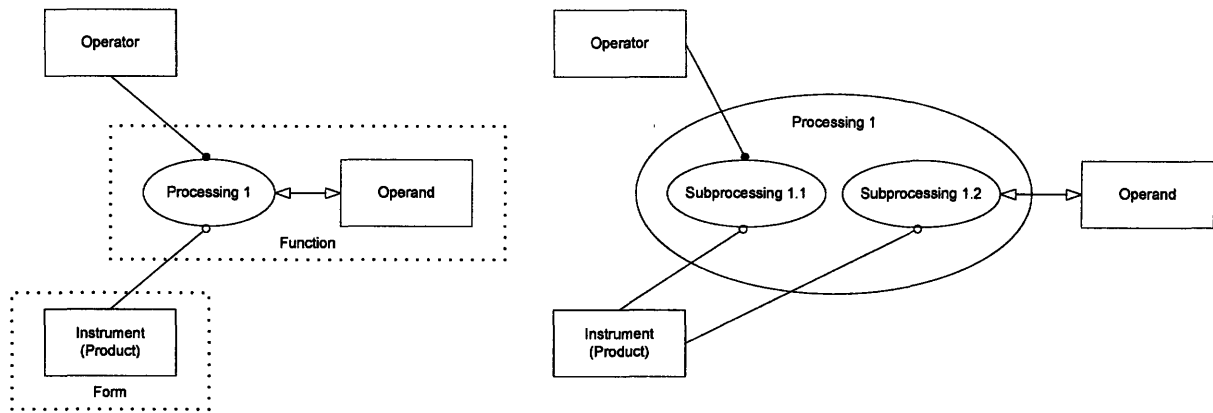 Operator
Processing 1
Operand
Function
Instrument
(Product)
Form
Operator
Processing 1
Subprocessing 1.1
Subprocessing 1.2
Operand
Instrument
(Product)